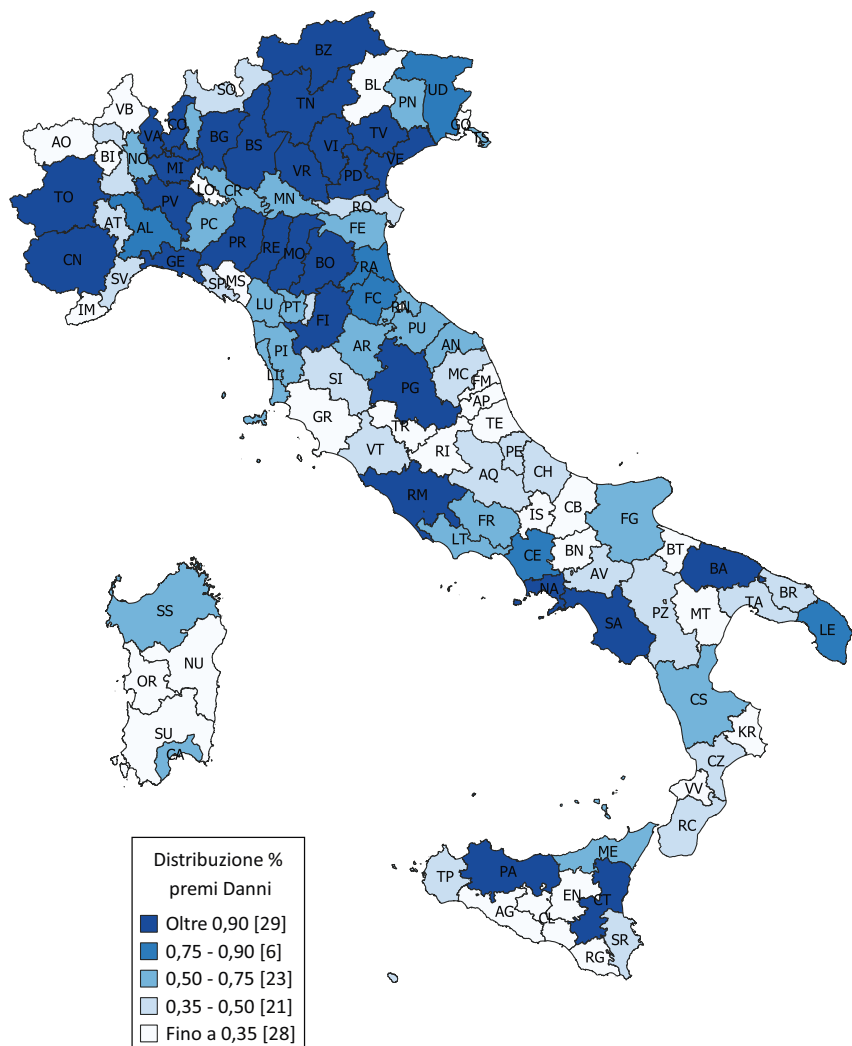 BZ
SO
BL
UD
TN
PN
VB
CO
GO
TS
AO
VA
BG
TV
BS
VI
BI
NO
MI
VE
VR
PD
TO
LO
CR
PV
MN
RO
AT
AL
PC
FE
PR
RE
MO
BO
CN
GE
RA
SV
SP
MS
FC
IM
LU
PT
RN
FI
PU
AR
AN
PI
LI
SI
MC
PG
FM
AP
GR
TR
TE
VT
RI
PE
CH
AQ
RM
IS
CB
FR
FG
LT
CE
BN
BT
BA
AV
NA
BR
SS
SA
PZ
MT
TA
LE
NU
OR
CS
SU
KR
CA
CZ
VV
RC
ME
TP
PA
EN
CT
AG
CL
SR
RG
Distribuzione %
premi Danni
Oltre 0,90 [29]
0,75 - 0,90 [6]
0,50 - 0,75 [23]
0,35 - 0,50 [21]
Fino a 0,35 [28]